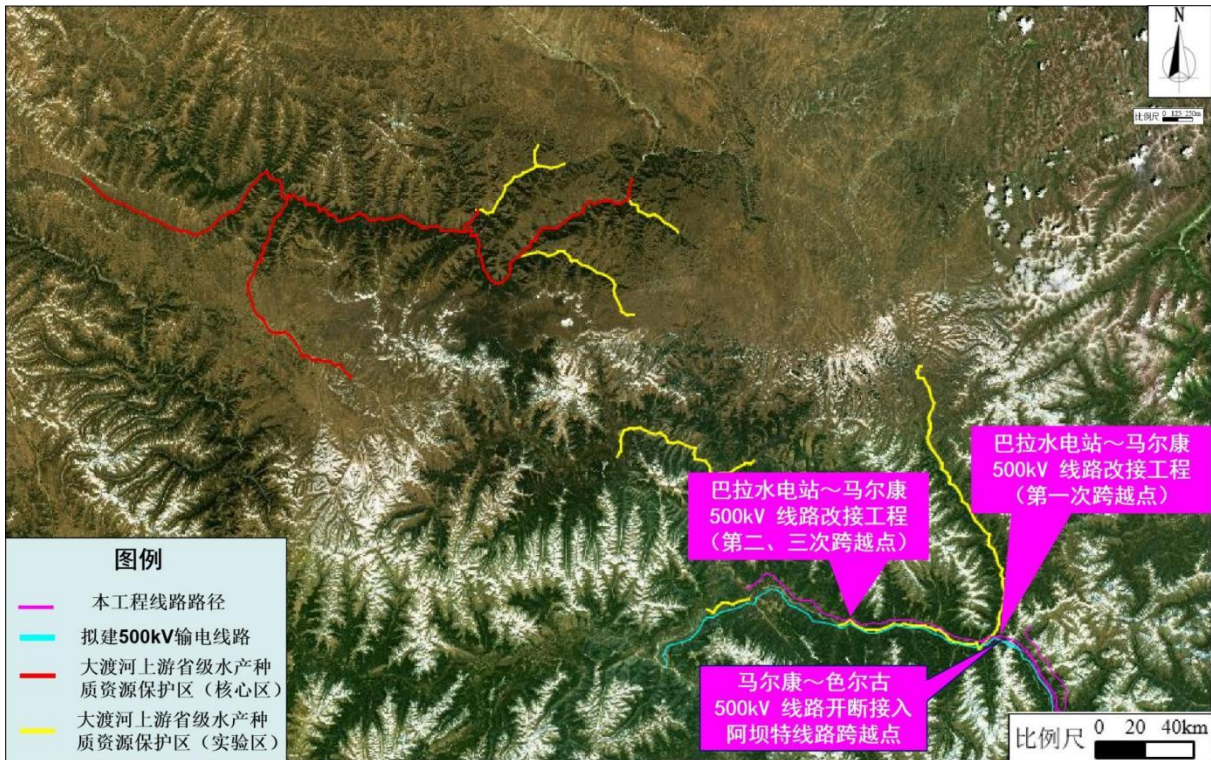 N
比例尺 0 125 250m
巴拉水电站～马尔康
500kV 线路改接工程
（第一次跨越点）
巴拉水电站～马尔康
500kV 线路改接工程
（第二、三次跨越点）
马尔康～色尔古
500kV 线路开断接入
阿坝特线路跨越点
图例
本工程线路路径
拟建500kV输电线路
大渡河上游省级水产种
质资源保护区（核心区）
大渡河上游省级水产种
质资源保护区（实验区）
比例尺 0 20 40km